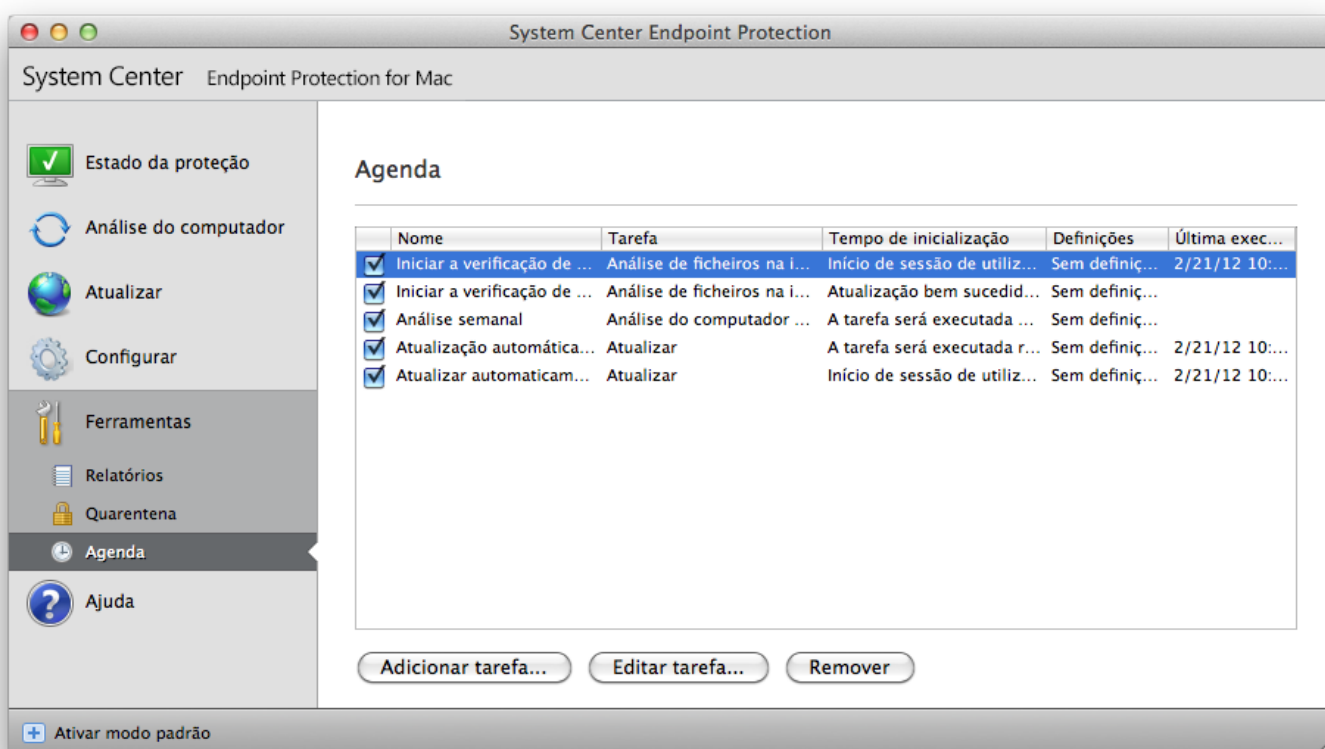 System Center Endpoint Protection
System Center Endpoint Protection for Mac
Estado da proteção
Análise do computador
Atualizar
Configurar
Ferramentas
Relatórios
Quarentena
Agenda
Ajuda
Agenda
Nome Tarefa Tempo de inicialização Definições Última exec...
Iniciar a verificação de ... Análise de ficheiros na i... Início de sessão de utiliz... Sem definiç... 2/21/12 10:...
Iniciar a verificação de ... Análise de ficheiros na i... Atualização bem sucedid... Sem definiç...
Análise semanal Análise do computador ... A tarefa será executada ... Sem definiç...
Atualização automática... Atualizar A tarefa será executada r... Sem definiç... 2/21/12 10:...
Atualizar automaticam... Atualizar Início de sessão de utiliz... Sem definiç... 2/21/12 10:...
Adicionar tarefa... Editar tarefa... Remover
Ativar modo padrão